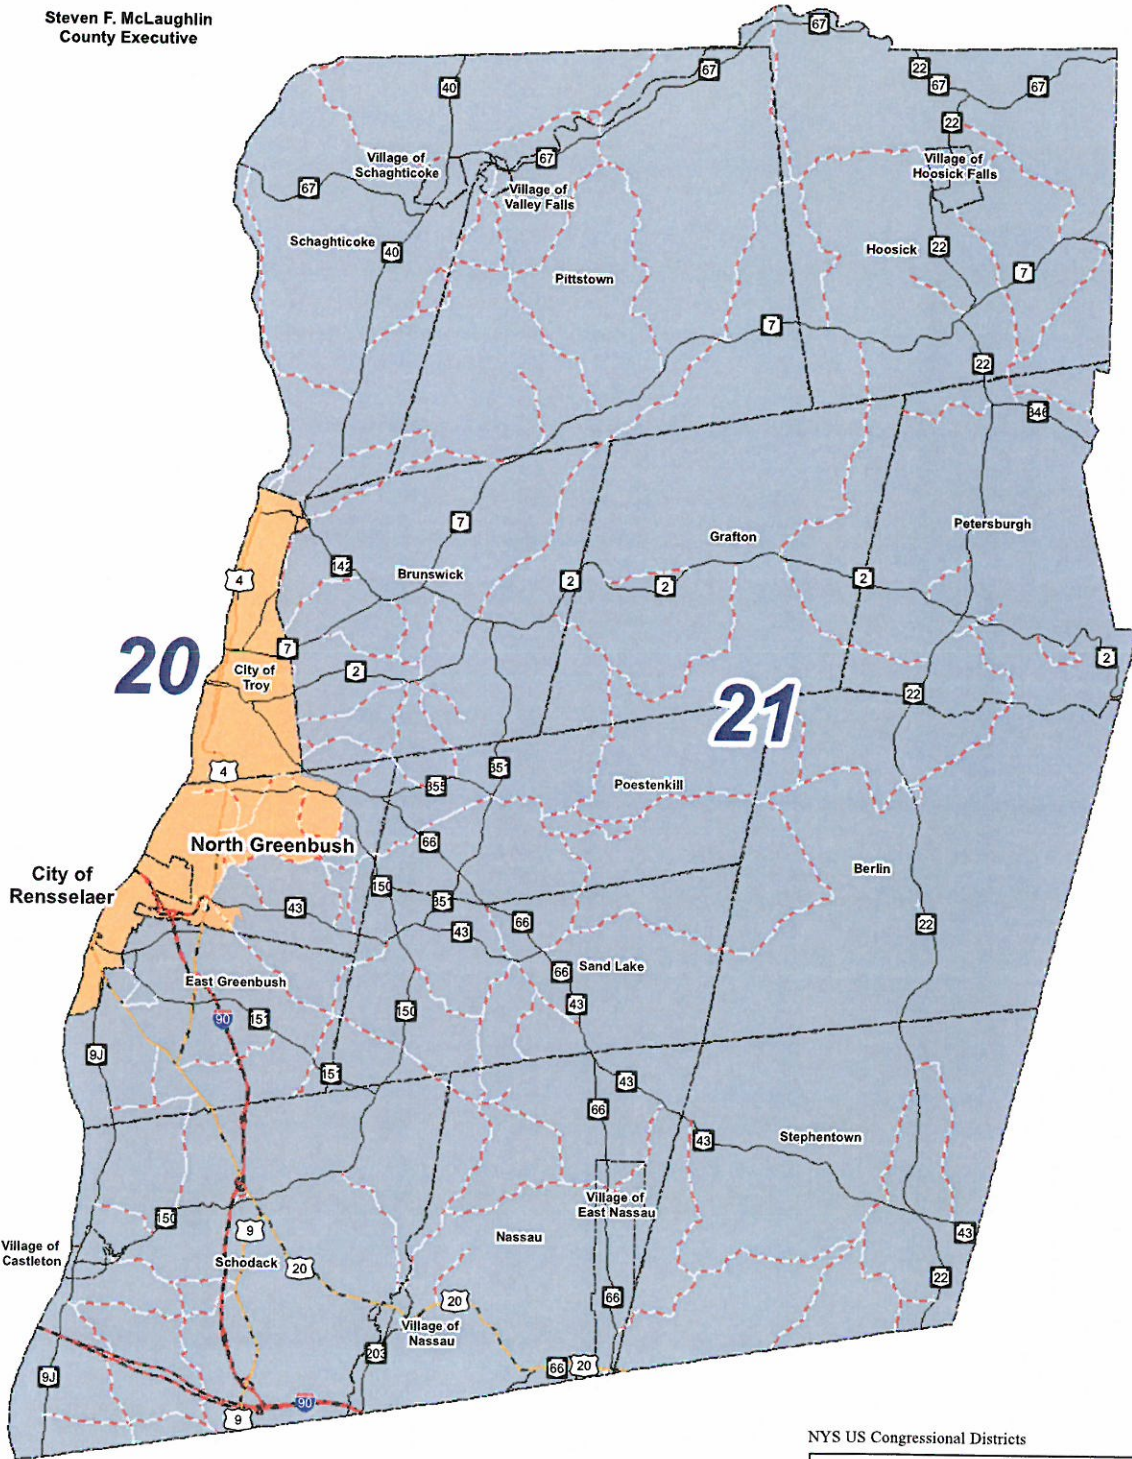 Steven F. McLaughlin
County Executive
67
22
67
67
40
67
22
Village of
Schaghticoke
67
Village of
Hoosick Falls
67
Village of
Valley Falls
Schaghticoke
40
Hoosick
22
Pittstown
7
7
22
346
7
Petersburgh
Grafton
142
4
Brunswick
2
2
2
7
20
City of
Troy
2
2
21
22
4
351
355
Poestenkill
66
North Greenbush
City of
Rensselaer
150
Berlin
43
351
66
43
22
Sand Lake
66
East Greenbush
43
150
90
151
9J
151
43
66
43
Stephentown
Village of
East Nassau
150
9
Nassau
43
Village of
Castleton
Schodack
20
22
66
20
Village of
Nassau
203
66
20
9J
90
9
NYS US Congressional Districts